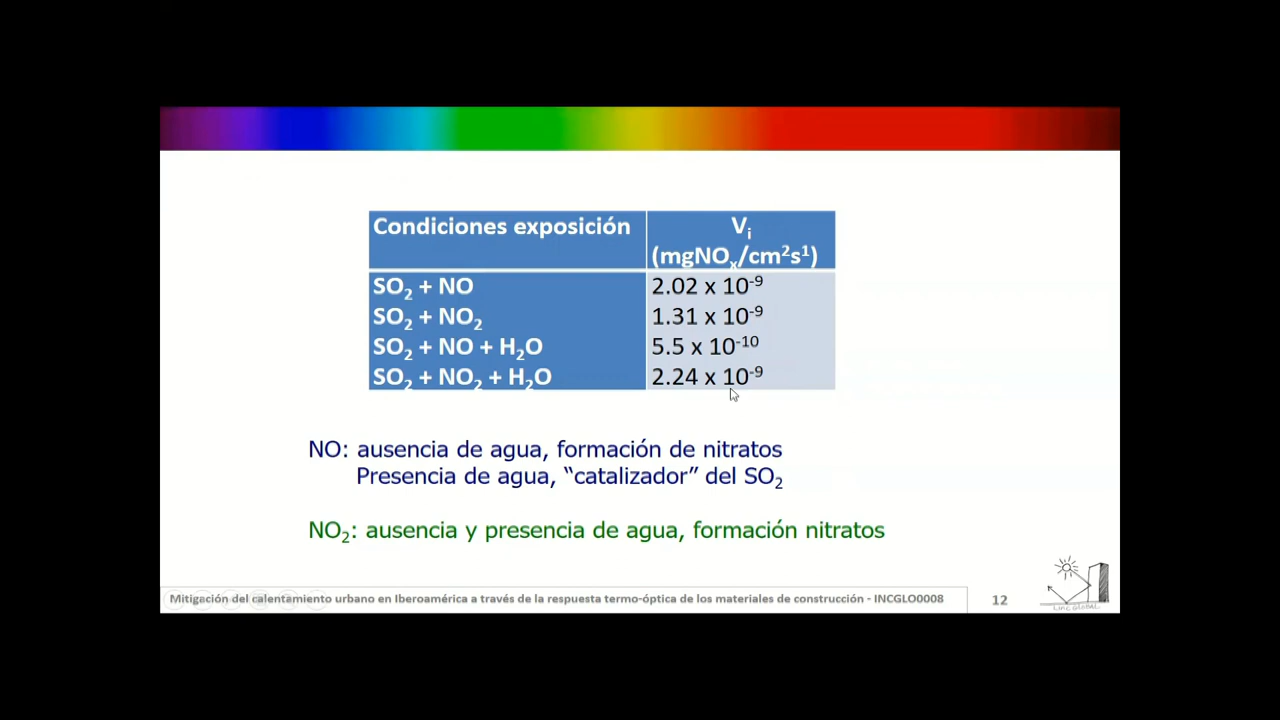 Condiciones exposición
Vᵢ
(mgNOₓ/cm²s¹)
SO₂ + NO
2.02 x 10⁻⁹
SO₂ + NO₂
1.31 x 10⁻⁹
SO₂ + NO + H₂O
5.5 x 10⁻¹⁰
SO₂ + NO₂ + H₂O
2.24 x 10⁻⁹
NO: ausencia de agua, formación de nitratos
Presencia de agua, “catalizador” del SO₂
NO₂: ausencia y presencia de agua, formación nitratos
Mitigación del calentamiento urbano en Iberoamérica a través de la respuesta termo-óptica de los materiales de construcción - INCGLO0008
12
LINC GLOBAL